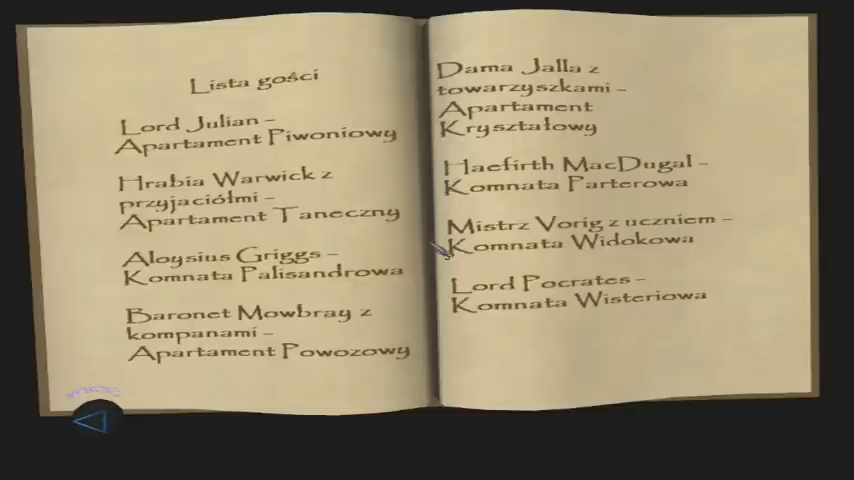 Lista gości
Lord Julian -
Apartament Piwoniowy
Hrabia Warwick z
przyjaciółmi -
Apartament Taneczny
Aloysius Griggs -
Komnata Palisandrowa
Baronet Mowbray z
kompanami -
Apartament Powozowy
Dama Jalla z
towarzyszkami -
Apartament
Kryształowy
Haefirth MacDugal -
Komnata Parterowa
Mistrz Vorig z uczniem -
Komnata Widokowa
Lord Pocrates -
Komnata Wisteriowa